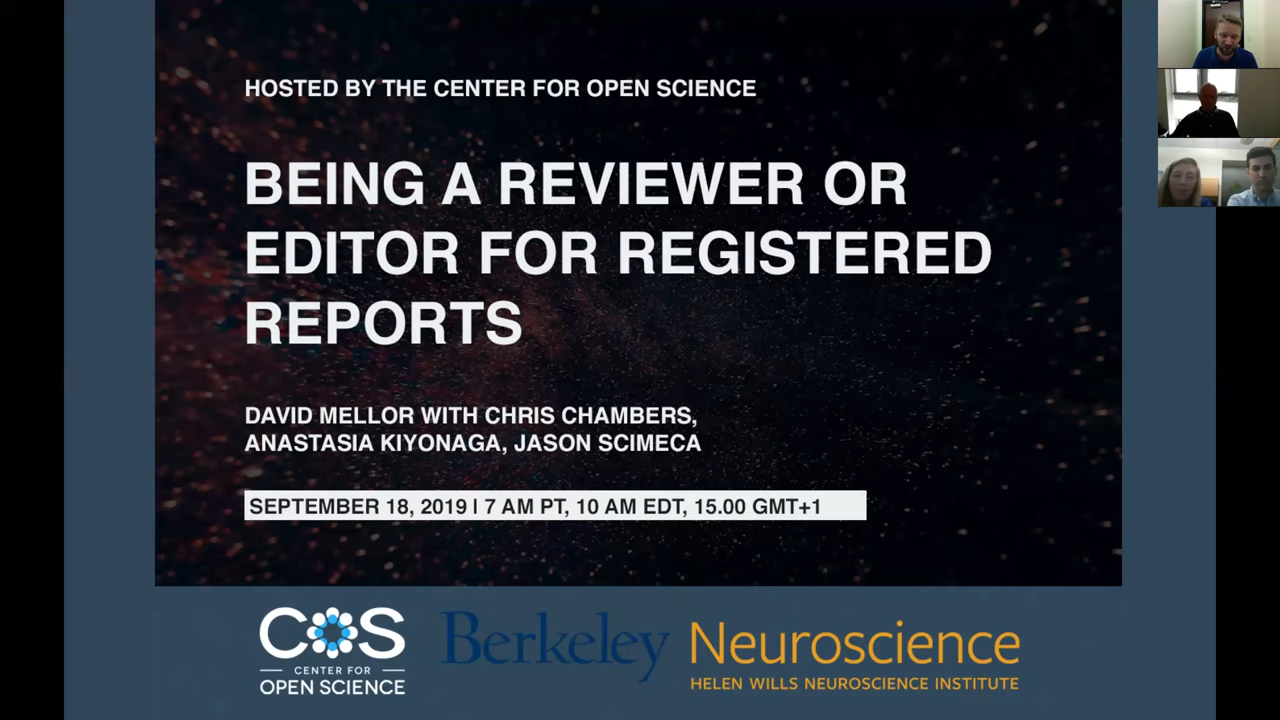 HOSTED BY THE CENTER FOR OPEN SCIENCE
BEING A REVIEWER OR
EDITOR FOR REGISTERED
REPORTS
DAVID MELLOR WITH CHRIS CHAMBERS,
ANASTASIA KIYONAGA, JASON SCIMECA
SEPTEMBER 18, 2019 | 7 AM PT, 10 AM EDT, 15.00 GMT+1
COS
CENTER FOR
OPEN SCIENCE
Berkeley Neuroscience
HELEN WILLS NEUROSCIENCE INSTITUTE